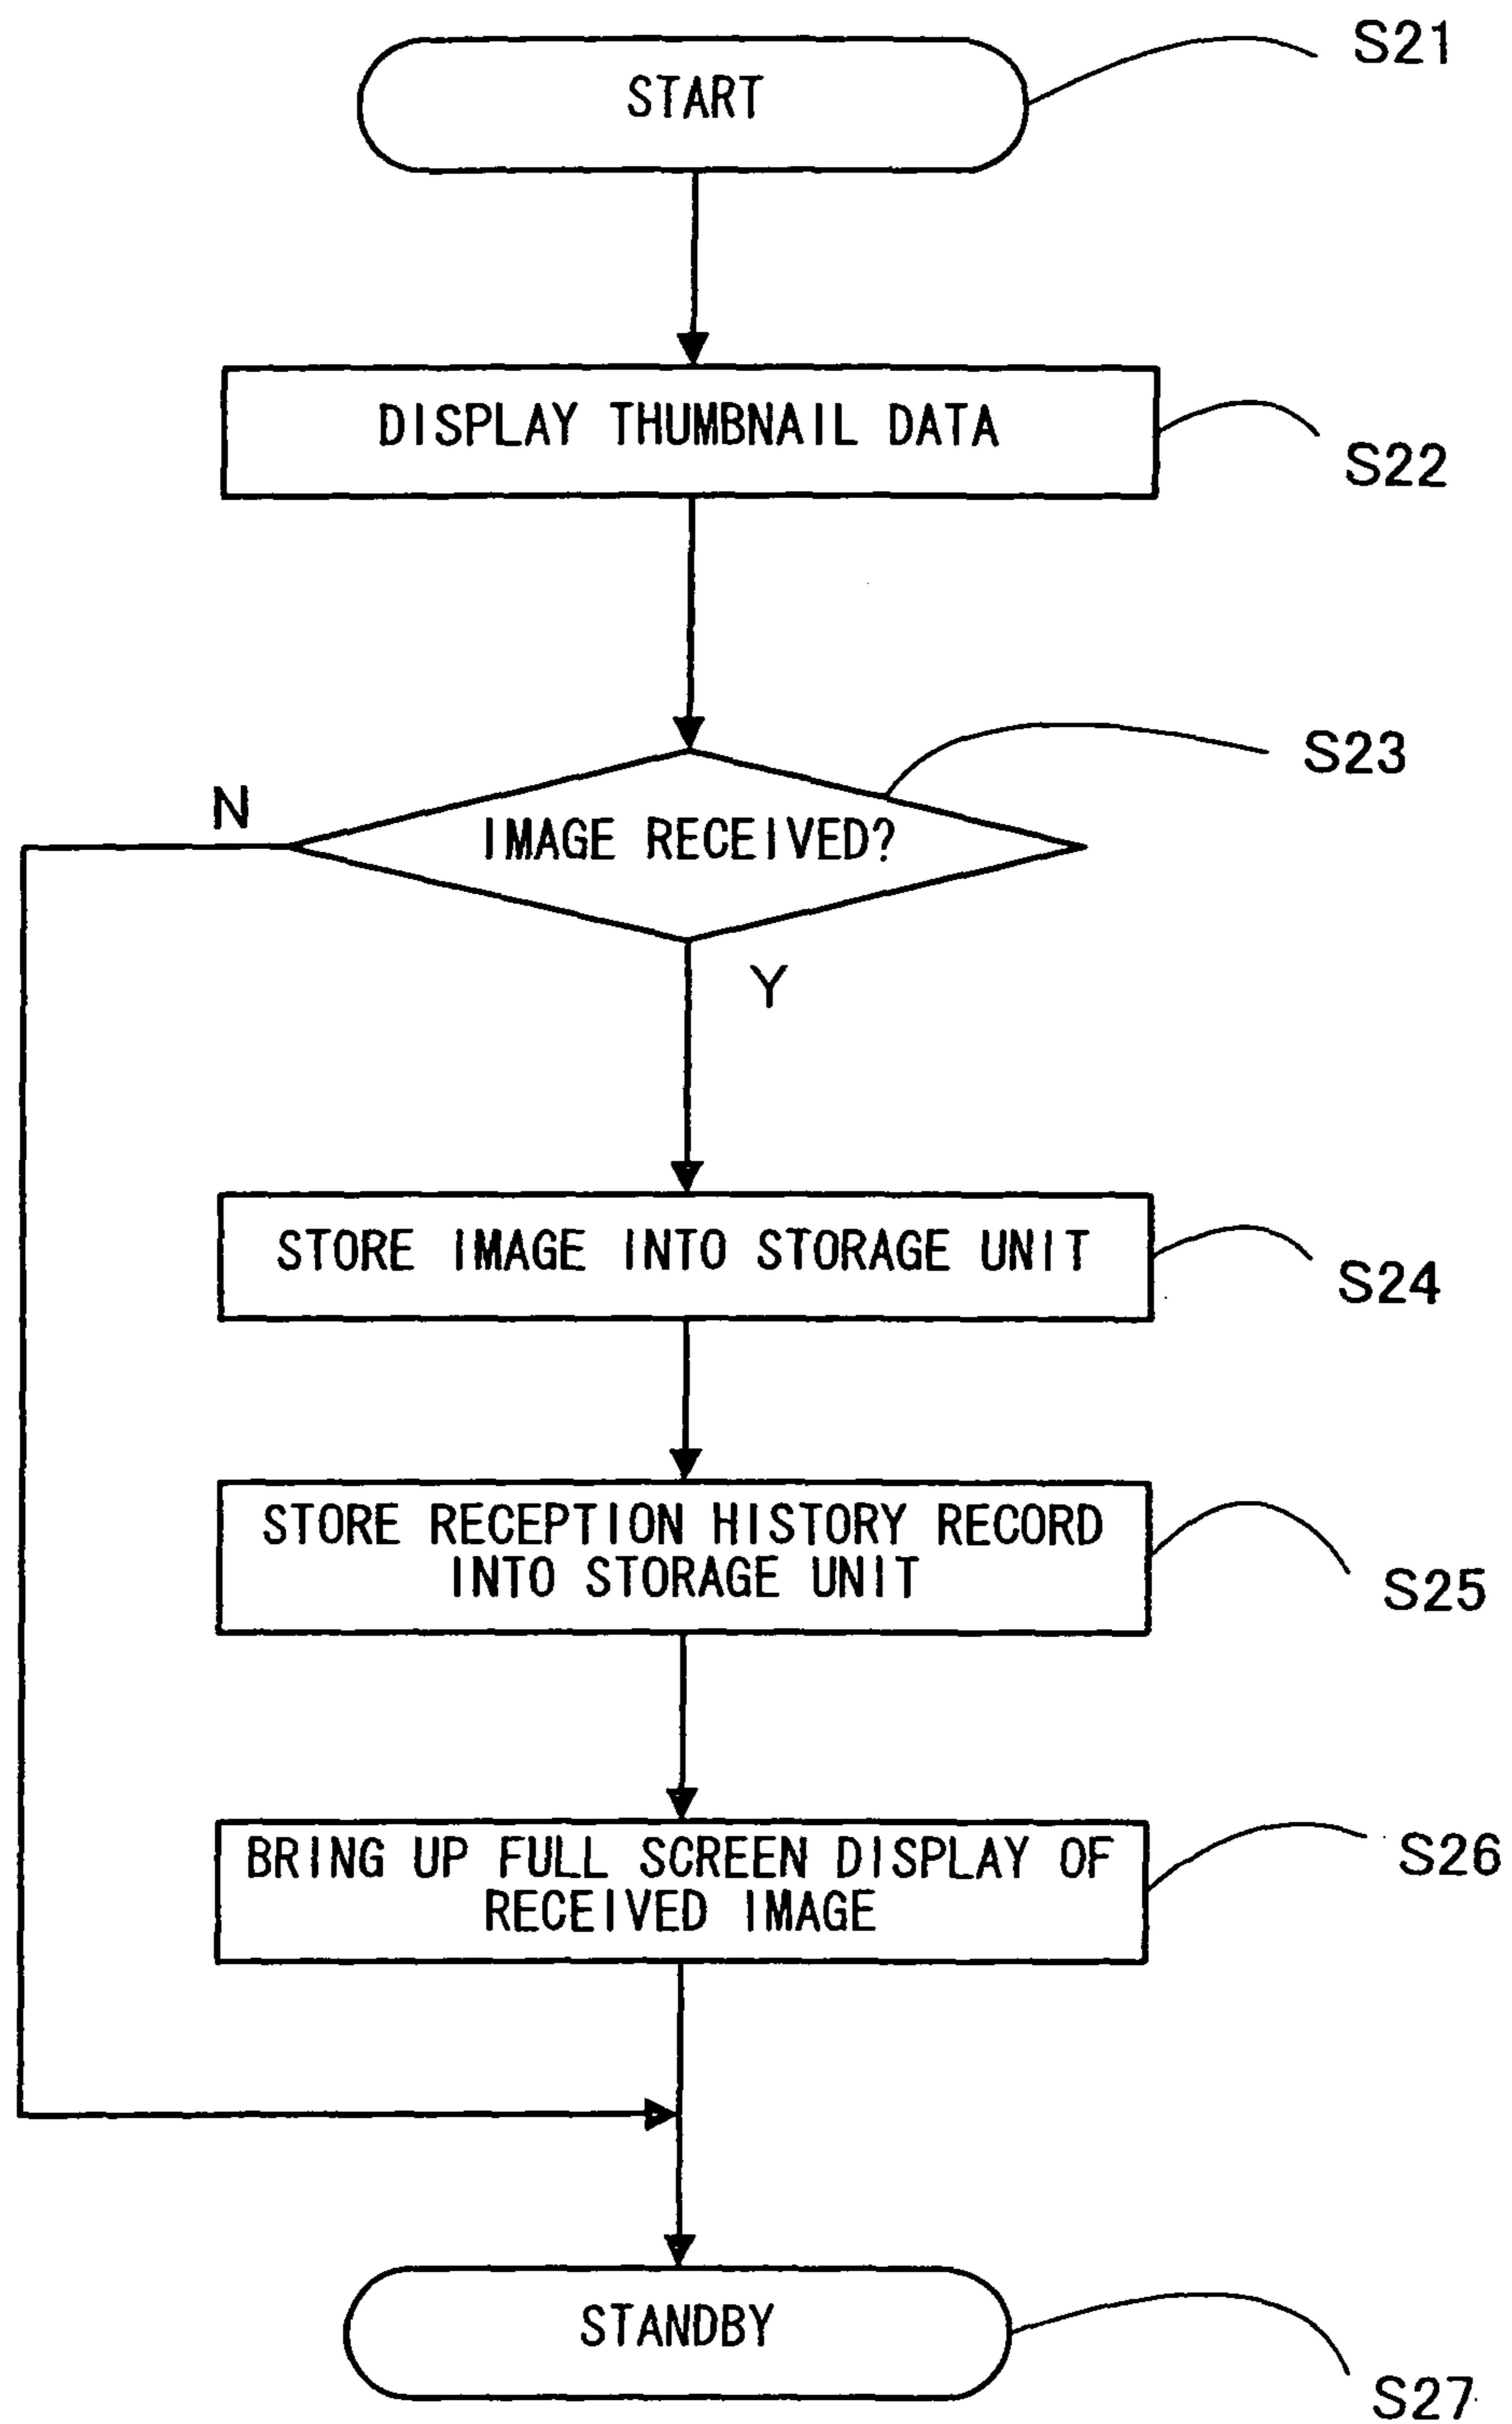 START
S21
DISPLAY THUMBNAIL DATA
S22
S23
N
IMAGE RECEIVED?
Y
STORE IMAGE INTO STORAGE UNIT
S24
STORE RECEPTION HISTORY RECORD
INTO STORAGE UNIT
S25
BRING UP FULL SCREEN DISPLAY OF
RECEIVED IMAGE
S26
STANDBY
S27